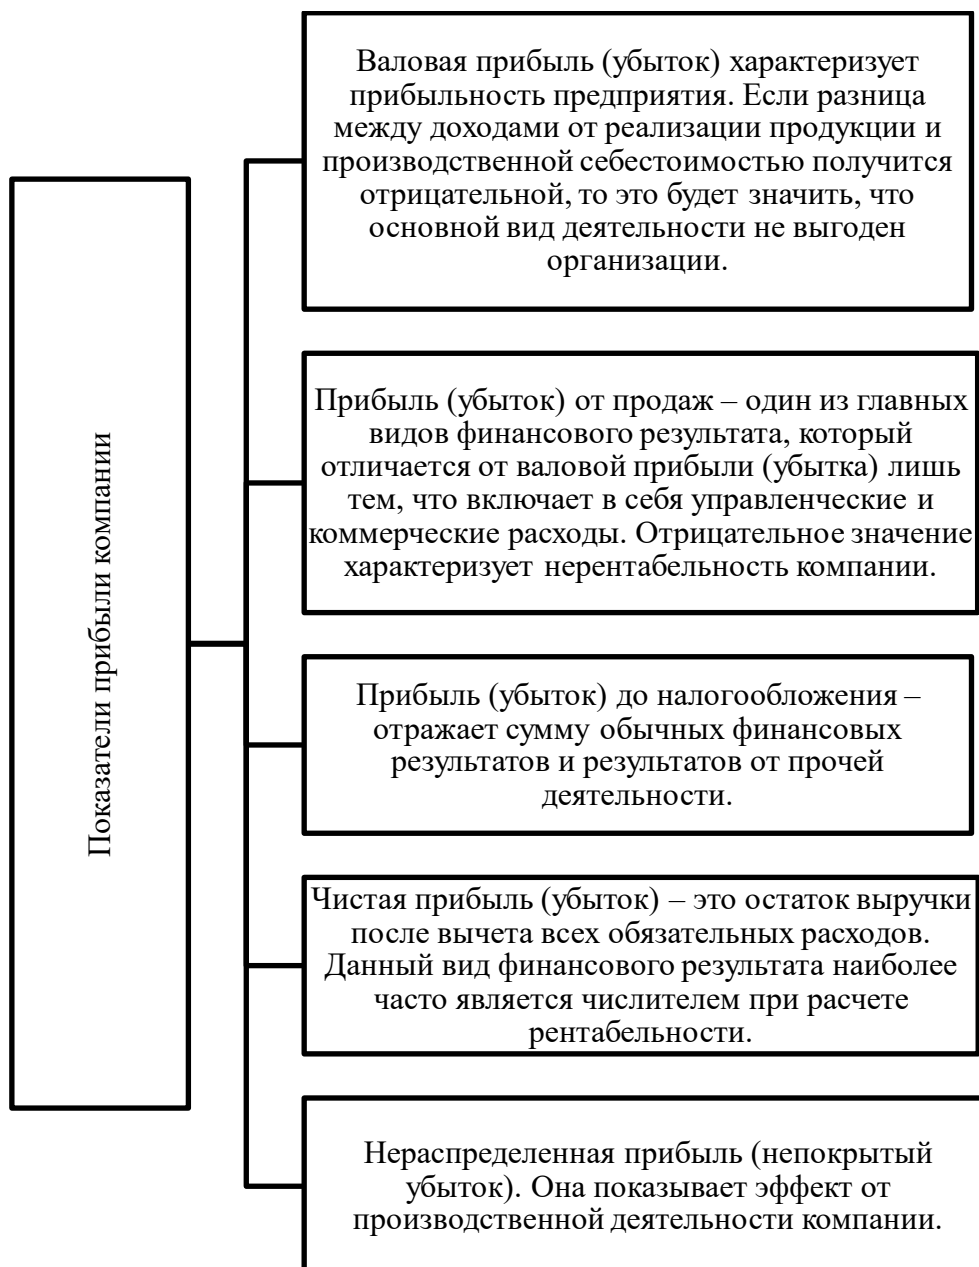 Показатели прибыли компании
Валовая прибыль (убыток) характеризует
прибыльность предприятия. Если разница
между доходами от реализации продукции и
производственной себестоимостью получится
отрицательной, то это будет значить, что
основной вид деятельности не выгоден
организации.
Прибыль (убыток) от продаж – один из главных
видов финансового результата, который
отличается от валовой прибыли (убытка) лишь
тем, что включает в себя управленческие и
коммерческие расходы. Отрицательное значение
характеризует нерентабельность компании.
Прибыль (убыток) до налогообложения –
отражает сумму обычных финансовых
результатов и результатов от прочей
деятельности.
Чистая прибыль (убыток) – это остаток выручки
после вычета всех обязательных расходов.
Данный вид финансового результата наиболее
часто является числителем при расчете
рентабельности.
Нераспределенная прибыль (непокрытый
убыток). Она показывает эффект от
производственной деятельности компании.